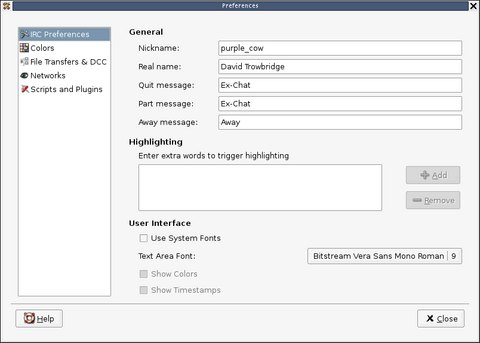 Preferences
IRC Preferences
Colors
File Transfers & DCC
Networks
Scripts and Plugins
General
Nickname: purple_cow
Real name: David Trowbridge
Quit message: Ex-Chat
Part message: Ex-Chat
Away message: Away
Highlighting
Enter extra words to trigger highlighting
Add
Remove
User Interface
Use System Fonts
Text Area Font: Bitstream Vera Sans Mono Roman 9
Show Colors
Show Timestamps
Help
Close